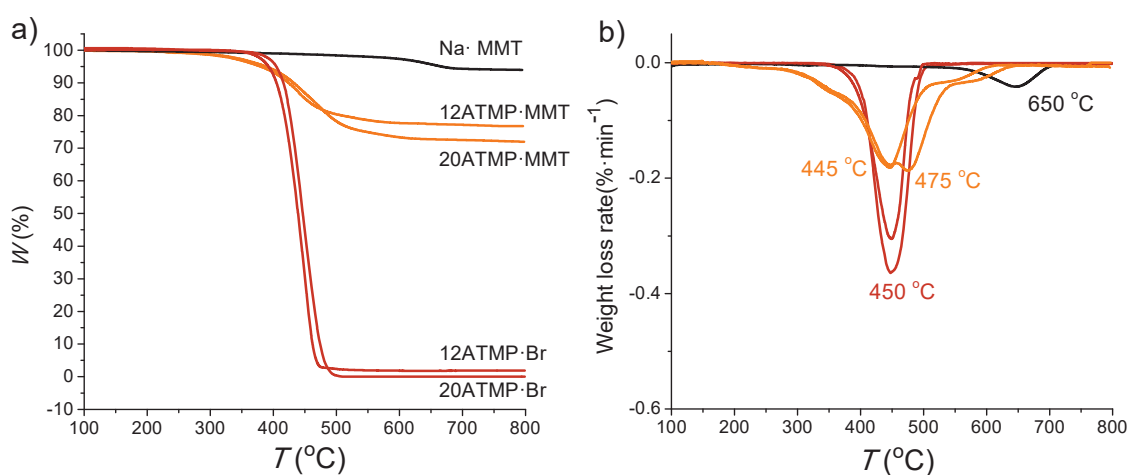 a)
100
90
80
70
60
50
40
30
20
10
0
-10
W (%)
Na· MMT
12ATMP·MMT
20ATMP·MMT
12ATMP·Br
20ATMP·Br
100 200 300 400 500 600 700 800
T (°C)
b)
0.0
-0.2
-0.4
-0.6
Weight loss rate(%·min⁻¹)
650 °C
445 °C
475 °C
450 °C
100 200 300 400 500 600 700 800
T (°C)